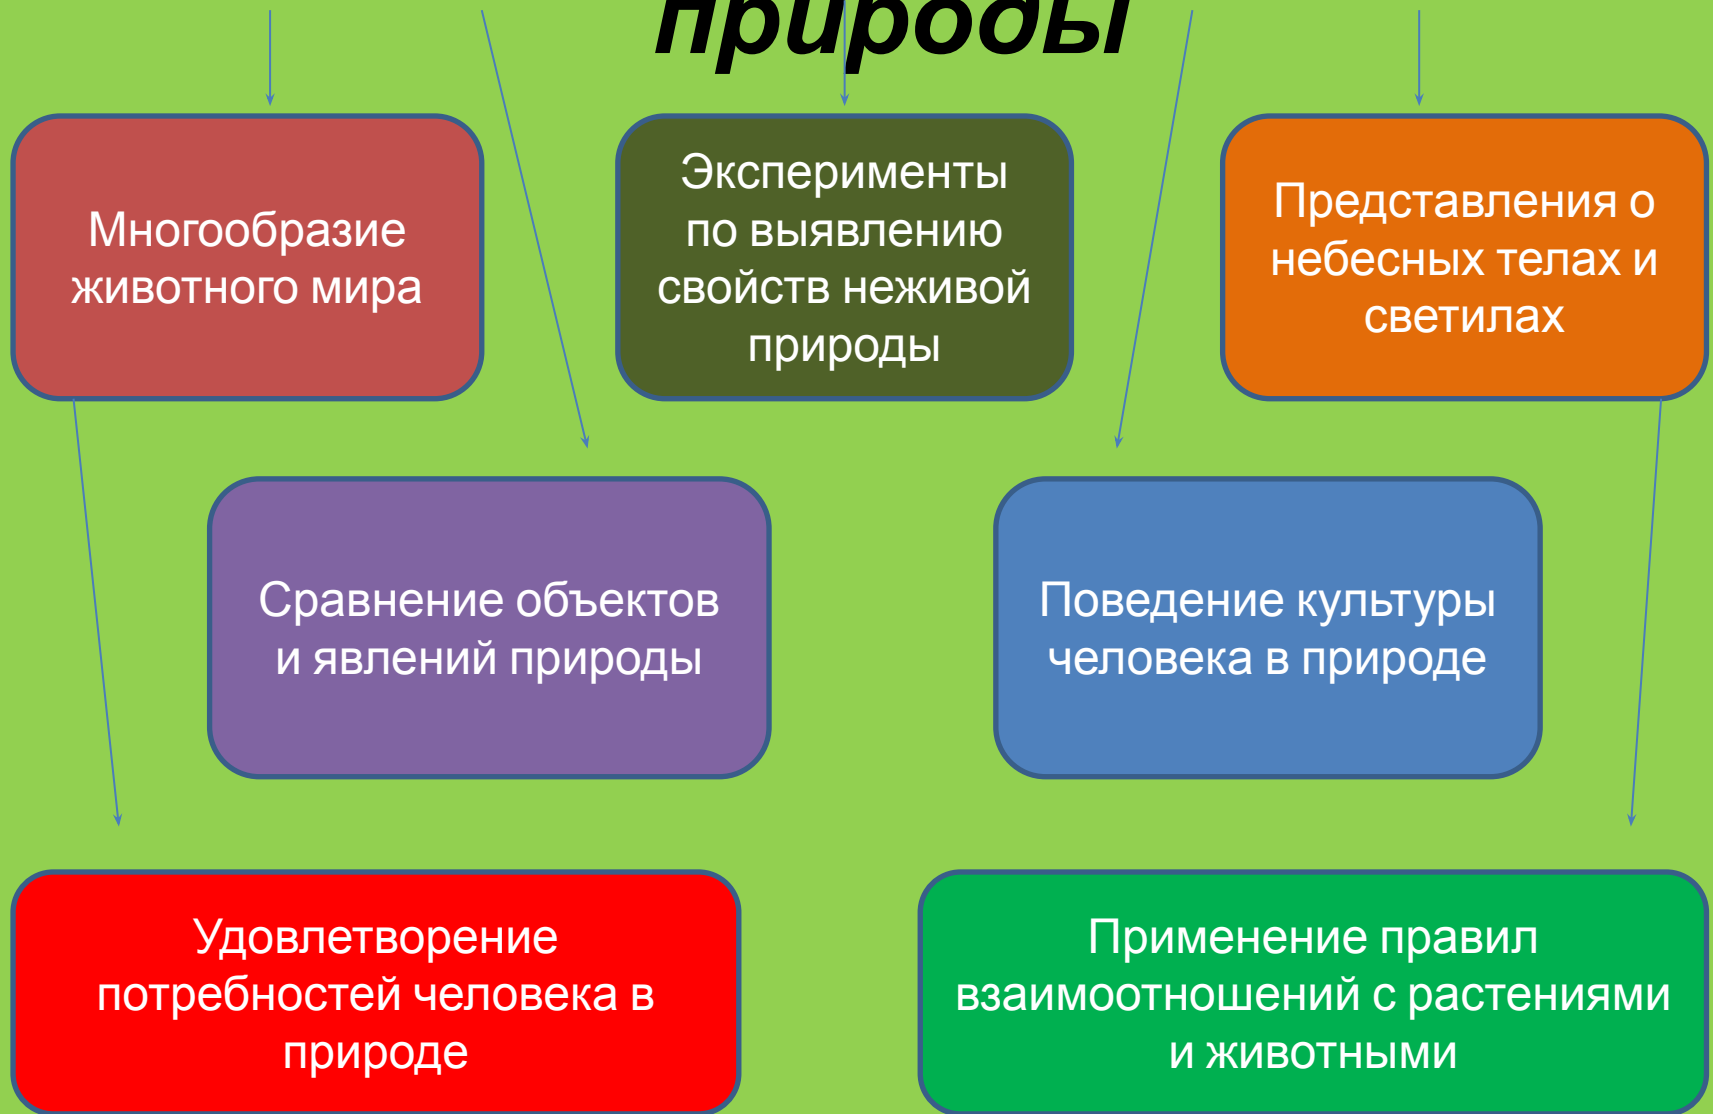 природы
Многообразие
животного мира
Эксперименты
по выявлению
свойств неживой
природы
Представления о
небесных телах и
светилах
Сравнение объектов
и явлений природы
Поведение культуры
человека в природе
Удовлетворение
потребностей человека в
природе
Применение правил
взаимоотношений с растениями
и животными